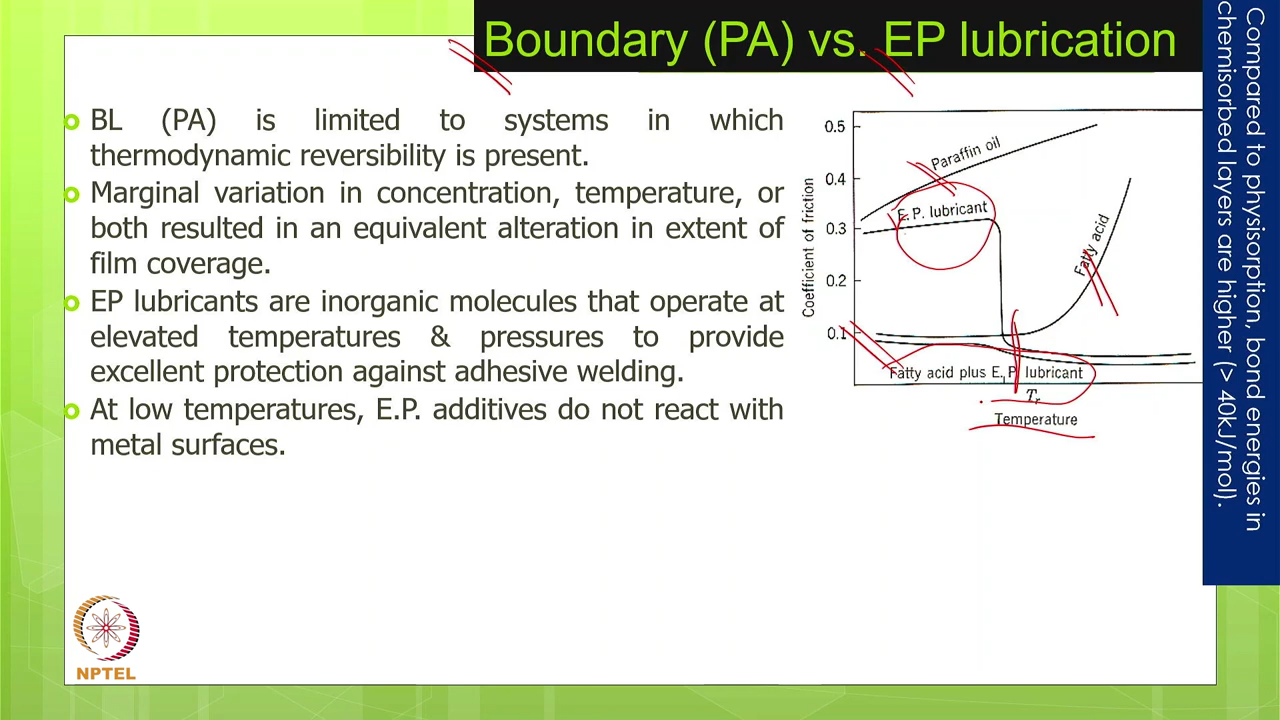 Boundary (PA) vs. EP lubrication
BL (PA) is limited to systems in which
thermodynamic reversibility is present.
Marginal variation in concentration, temperature, or
both resulted in an equivalent alteration in extent of
film coverage.
EP lubricants are inorganic molecules that operate at
elevated temperatures & pressures to provide
excellent protection against adhesive welding.
At low temperatures, E.P. additives do not react with
metal surfaces.
Coefficient of friction
0.5
0.4
0.3
0.2
0.1
Paraffin oil
E.P. lubricant
Fatty acid
Fatty acid plus E.P. lubricant
Tr
Temperature
Compared to physisorption, bond energies in
chemisorbed layers are higher (> 40kJ/mol).
NPTEL